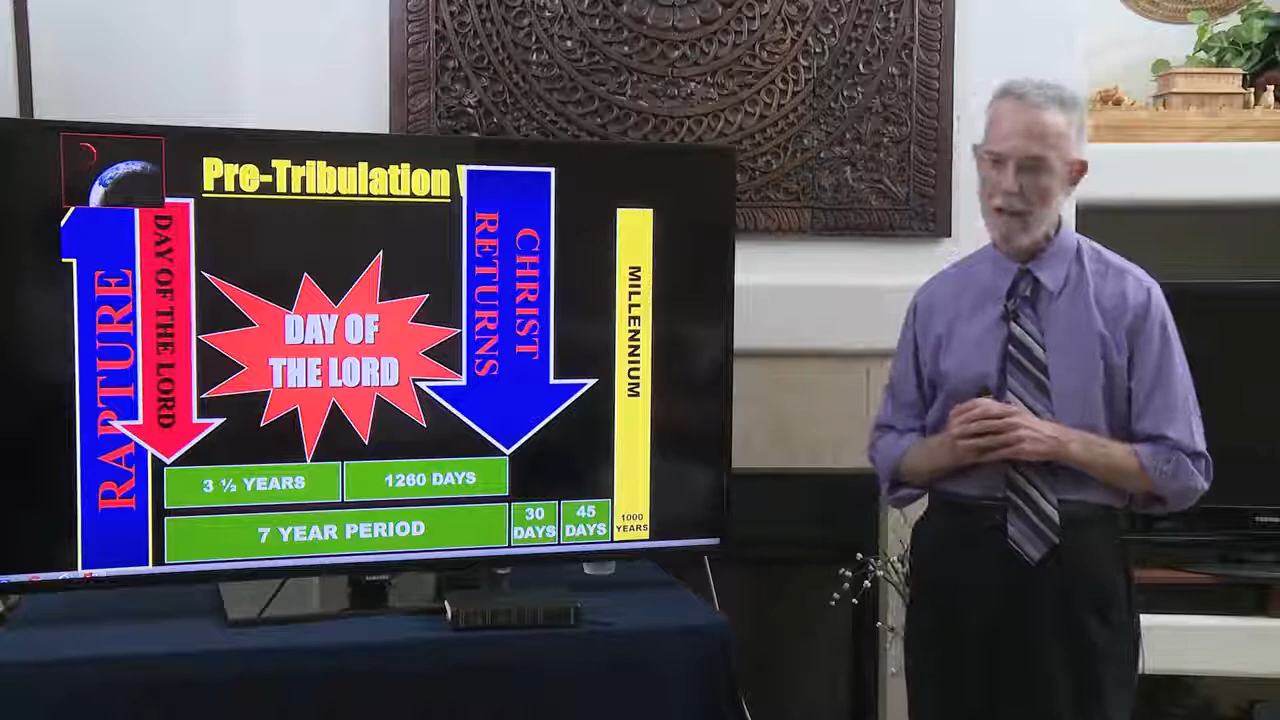 Pre-Tribulation
RAPTURE
DAY OF THE LORD
DAY OF
THE LORD
CHRIST
RETURNS
MILLENNIUM
3 ½ YEARS
1260 DAYS
7 YEAR PERIOD
30
DAYS
45
DAYS
1000
YEARS
SAMSUNG